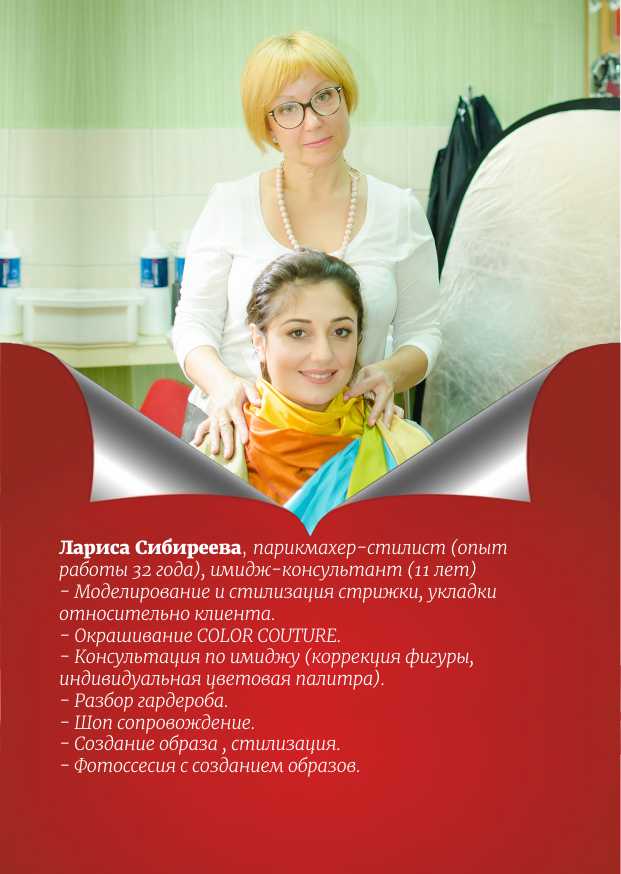 Лариса Сибиреева, парикмахер-стилист (опыт
работы 32 года), имидж-консультант (11 лет)
- Моделирование и стилизация стрижки, укладки
относительно клиента.
- Окрашивание COLOR COUTURE.
- Консультация по имиджу (коррекция фигуры,
индивидуальная цветовая палитра).
- Разбор гардероба.
- Шоп сопровождение.
- Создание образа , стилизация.
- Фотоссесия с созданием образов.